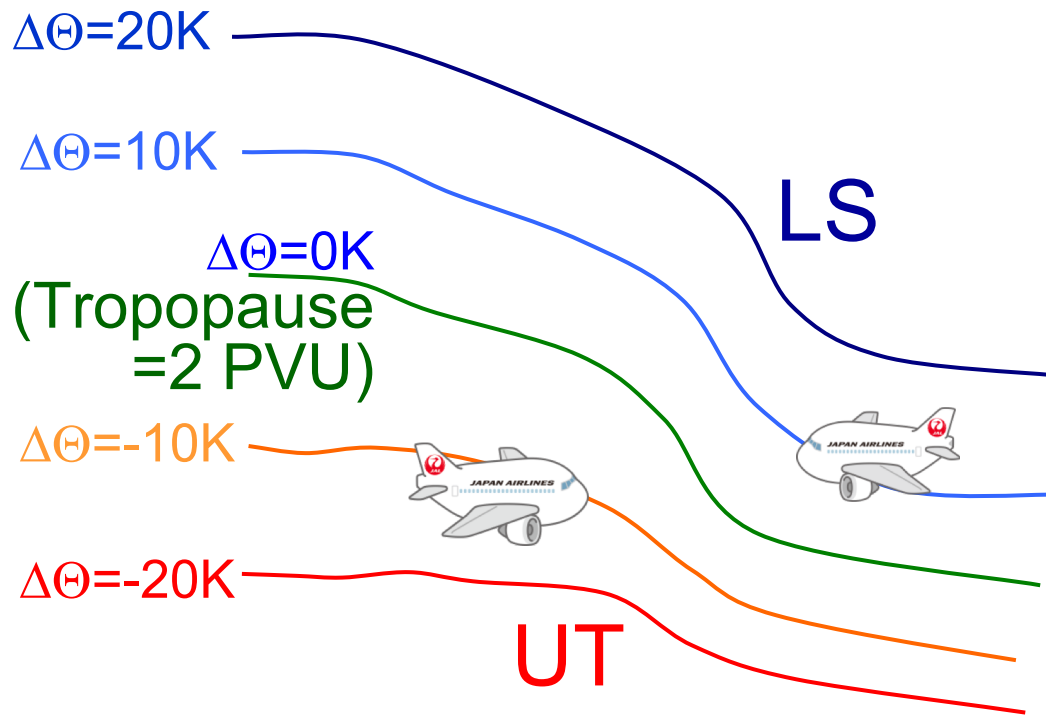 ΔΘ=20K
ΔΘ=10K
LS
ΔΘ=0K
(Tropopause
=2 PVU)
ΔΘ=-10K
JAPAN AIRLINES
JAPAN AIRLINES
ΔΘ=-20K
UT